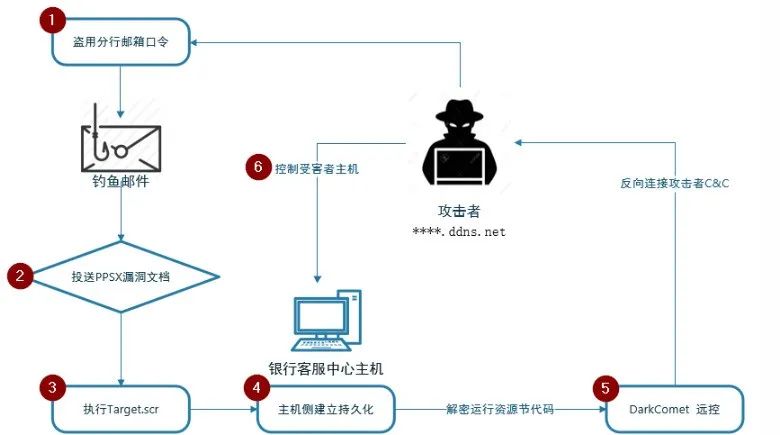 1
盗用分行邮箱口令
钓鱼邮件
6
控制受害者主机
攻击者
****.ddns.net
反向连接攻击者C&C
2
投送PPSX漏洞文档
银行客服中心主机
3
执行Target.scr
4
主机侧建立持久化
解密运行资源节代码
5
DarkComet 远控